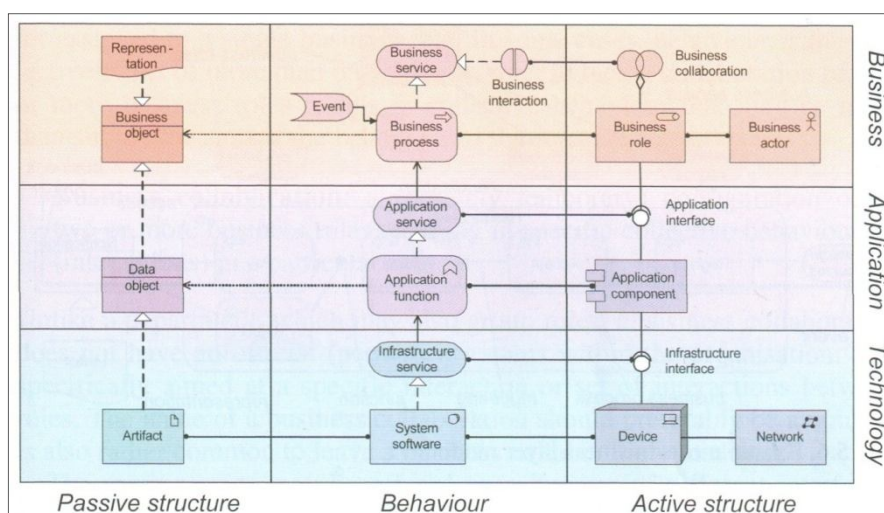 Represen-
tation
Business
service
Business
interaction
Business
collaboration
Event
Business
object
Business
process
Business
role
Business
actor
Business
Application
service
Application
interface
Data
object
Application
function
Application
component
Application
Infrastructure
service
Infrastructure
interface
Artifact
System
software
Device
Network
Technology
Passive structure
Behaviour
Active structure